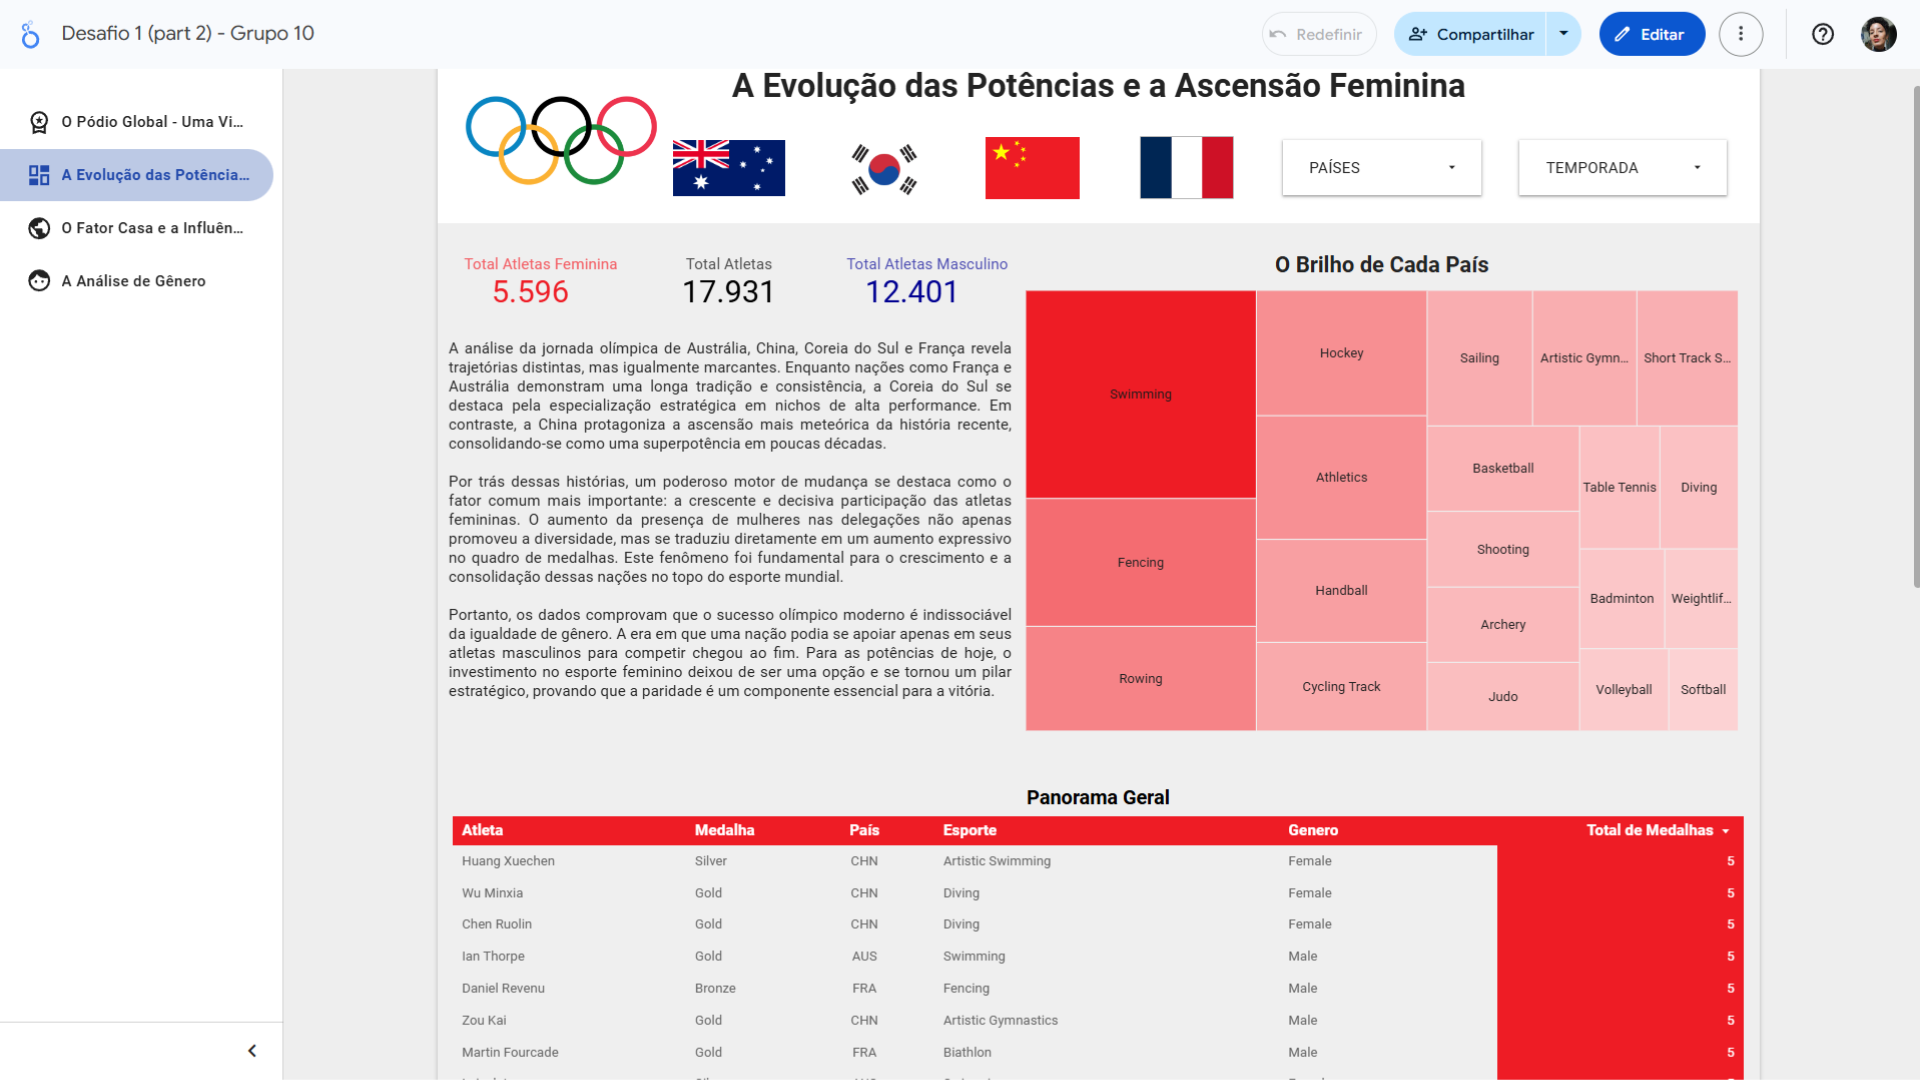 Desafio 1 (part 2) - Grupo 10
Redefinir
Compartilhar
Editar
O Pódio Global - Uma Vi...
A Evolução das Potência...
O Fator Casa e a Influên...
A Análise de Gênero
A Evolução das Potências e a Ascensão Feminina
PAÍSES
TEMPORADA
Total Atletas Feminina
5.596
Total Atletas
17.931
Total Atletas Masculino
12.401
A análise da jornada olímpica de Austrália, China, Coreia do Sul e França revela
trajetórias distintas, mas igualmente marcantes. Enquanto nações como França e
Austrália demonstram uma longa tradição e consistência, a Coreia do Sul se
destaca pela especialização estratégica em nichos de alta performance. Em
contraste, a China protagoniza a ascensão mais meteórica da história recente,
consolidando-se como uma superpotência em poucas décadas.
Por trás dessas histórias, um poderoso motor de mudança se destaca como o
fator comum mais importante: a crescente e decisiva participação das atletas
femininas. O aumento da presença de mulheres nas delegações não apenas
promoveu a diversidade, mas se traduziu diretamente em um aumento expressivo
no quadro de medalhas. Este fenômeno foi fundamental para o crescimento e a
consolidação dessas nações no topo do esporte mundial.
Portanto, os dados comprovam que o sucesso olímpico moderno é indissociável
da igualdade de gênero. A era em que uma nação podia se apoiar apenas em seus
atletas masculinos para competir chegou ao fim. Para as potências de hoje, o
investimento no esporte feminino deixou de ser uma opção e se tornou um pilar
estratégico, provando que a paridade é um componente essencial para a vitória.
O Brilho de Cada País
Swimming
Fencing
Rowing
Hockey
Athletics
Handball
Cycling Track
Sailing
Artistic Gymn...
Short Track S...
Basketball
Shooting
Archery
Judo
Table Tennis
Diving
Badminton
Weightlif...
Volleyball
Softball
Panorama Geral
Atleta Medalha País Esporte Genero Total de Medalhas
Huang Xuechen Silver CHN Artistic Swimming Female 5
Wu Minxia Gold CHN Diving Female 5
Chen Ruolin Gold CHN Diving Female 5
Ian Thorpe Gold AUS Swimming Male 5
Daniel Revenu Bronze FRA Fencing Male 5
Zou Kai Gold CHN Artistic Gymnastics Male 5
Martin Fourcade Gold FRA Biathlon Male 5